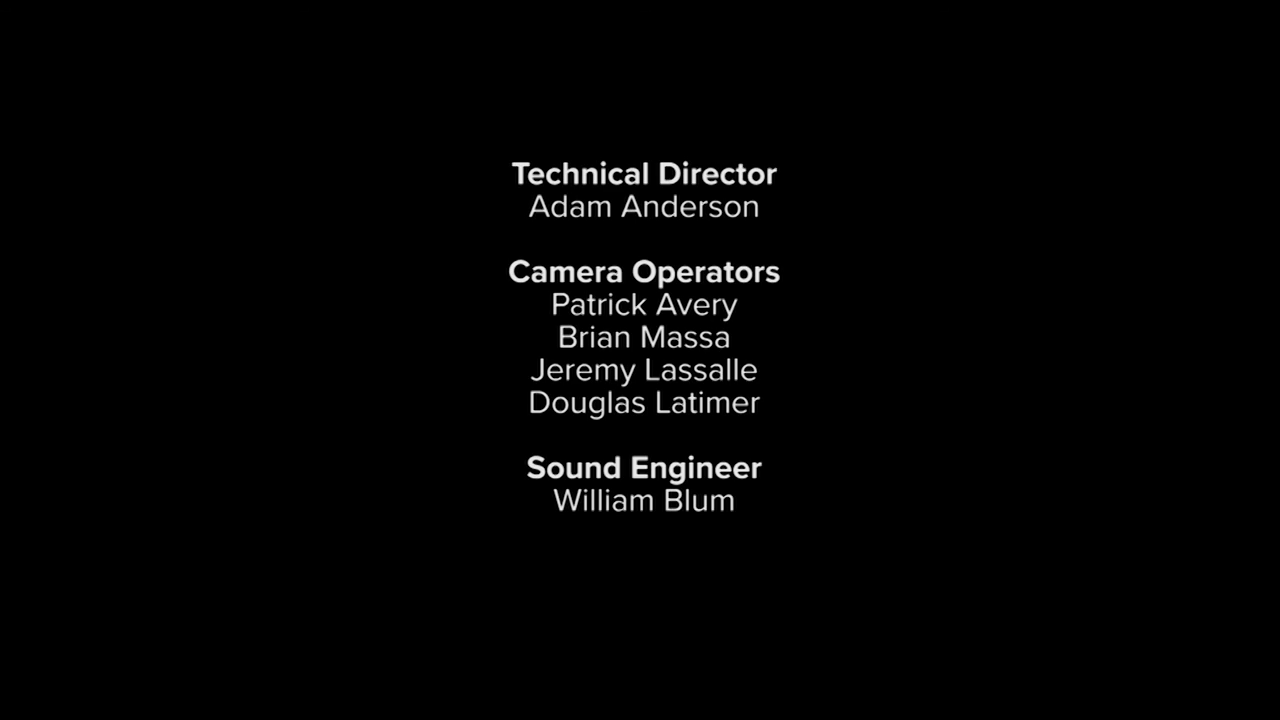 Technical Director
Adam Anderson
Camera Operators
Patrick Avery
Brian Massa
Jeremy Lassalle
Douglas Latimer
Sound Engineer
William Blum